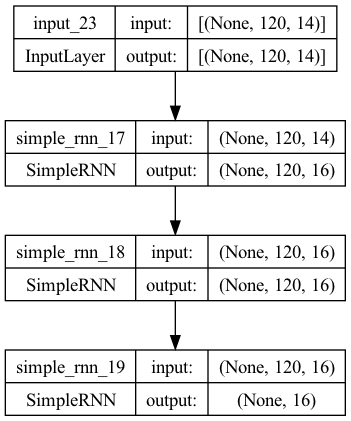 input_23 input: [(None, 120, 14)]
InputLayer output: [(None, 120, 14)]
simple_rnn_17 input: (None, 120, 14)
SimpleRNN output: (None, 120, 16)
simple_rnn_18 input: (None, 120, 16)
SimpleRNN output: (None, 120, 16)
simple_rnn_19 input: (None, 120, 16)
SimpleRNN output: (None, 16)